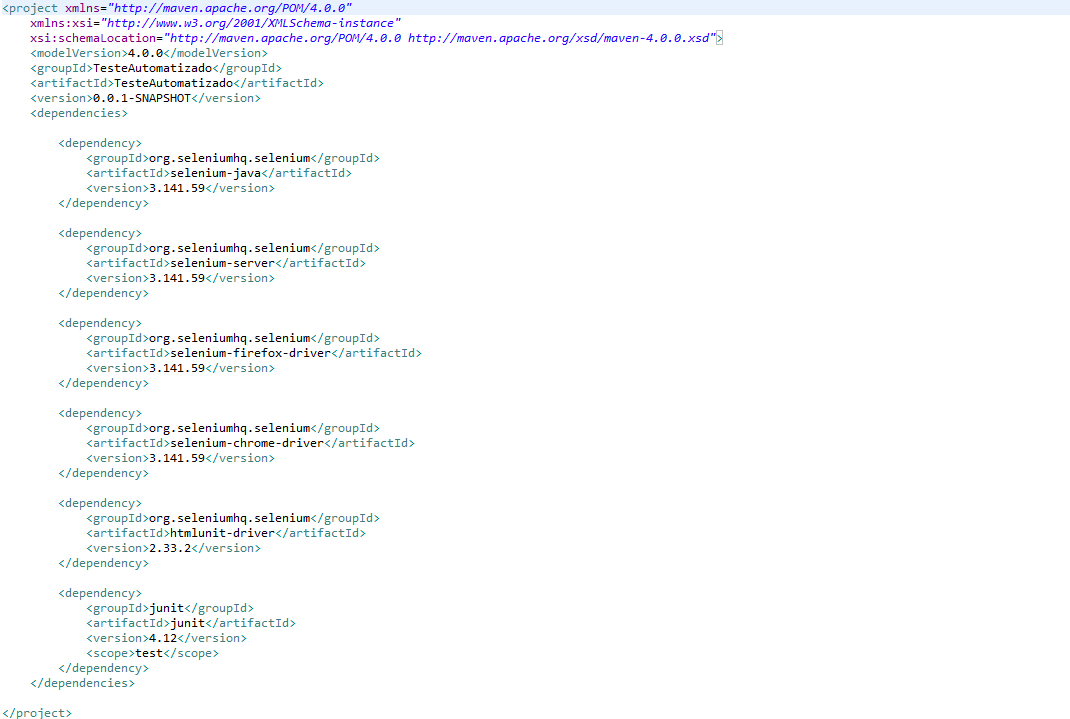 <project xmlns="http://maven.apache.org/POM/4.0.0"
xmlns:xsi="http://www.w3.org/2001/XMLSchema-instance"
xsi:schemaLocation="http://maven.apache.org/POM/4.0.0 http://maven.apache.org/xsd/maven-4.0.0.xsd">
<modelVersion>4.0.0</modelVersion>
<groupId>TesteAutomatizado</groupId>
<artifactId>TesteAutomatizado</artifactId>
<version>0.0.1-SNAPSHOT</version>
<dependencies>
<dependency>
<groupId>org.seleniumhq.selenium</groupId>
<artifactId>selenium-java</artifactId>
<version>3.141.59</version>
</dependency>
<dependency>
<groupId>org.seleniumhq.selenium</groupId>
<artifactId>selenium-server</artifactId>
<version>3.141.59</version>
</dependency>
<dependency>
<groupId>org.seleniumhq.selenium</groupId>
<artifactId>selenium-firefox-driver</artifactId>
<version>3.141.59</version>
</dependency>
<dependency>
<groupId>org.seleniumhq.selenium</groupId>
<artifactId>selenium-chrome-driver</artifactId>
<version>3.141.59</version>
</dependency>
<dependency>
<groupId>org.seleniumhq.selenium</groupId>
<artifactId>htmlunit-driver</artifactId>
<version>2.33.2</version>
</dependency>
<dependency>
<groupId>junit</groupId>
<artifactId>junit</artifactId>
<version>4.12</version>
<scope>test</scope>
</dependency>
</dependencies>
</project>